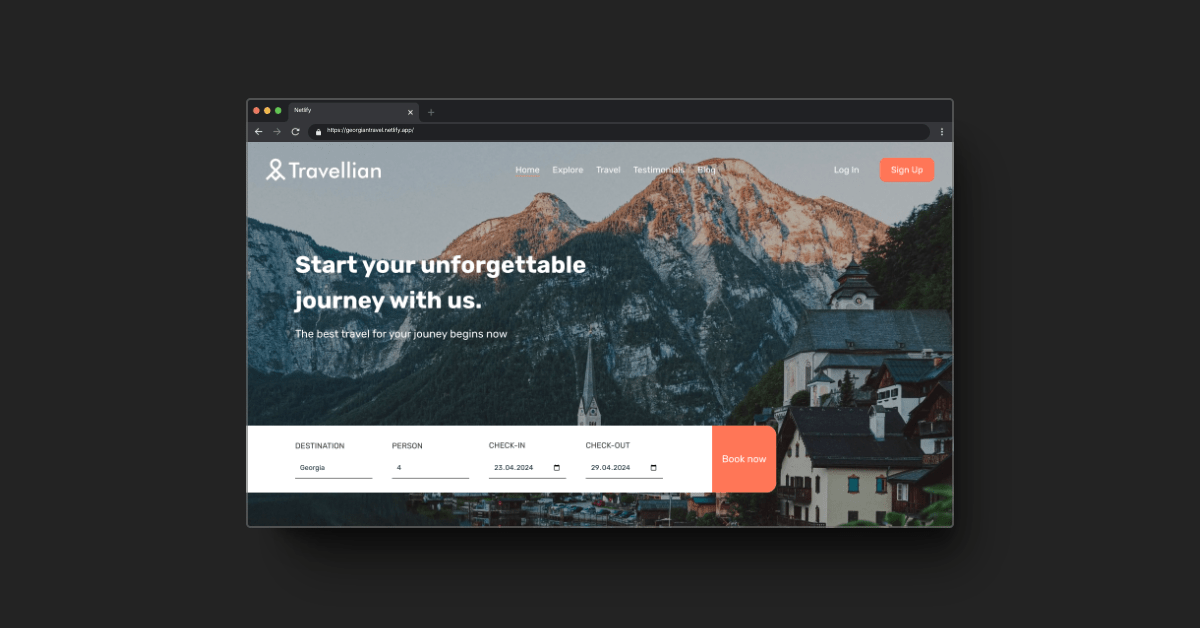 Netlify
https://georgiantravel.netlify.app/
Travellian
Home Explore Travel Testimonials Blog Log In Sign Up
Start your unforgettable
journey with us.
The best travel for your jouney begins now
DESTINATION PERSON CHECK-IN CHECK-OUT
Georgia 4 23.04.2024 29.04.2024
Book now